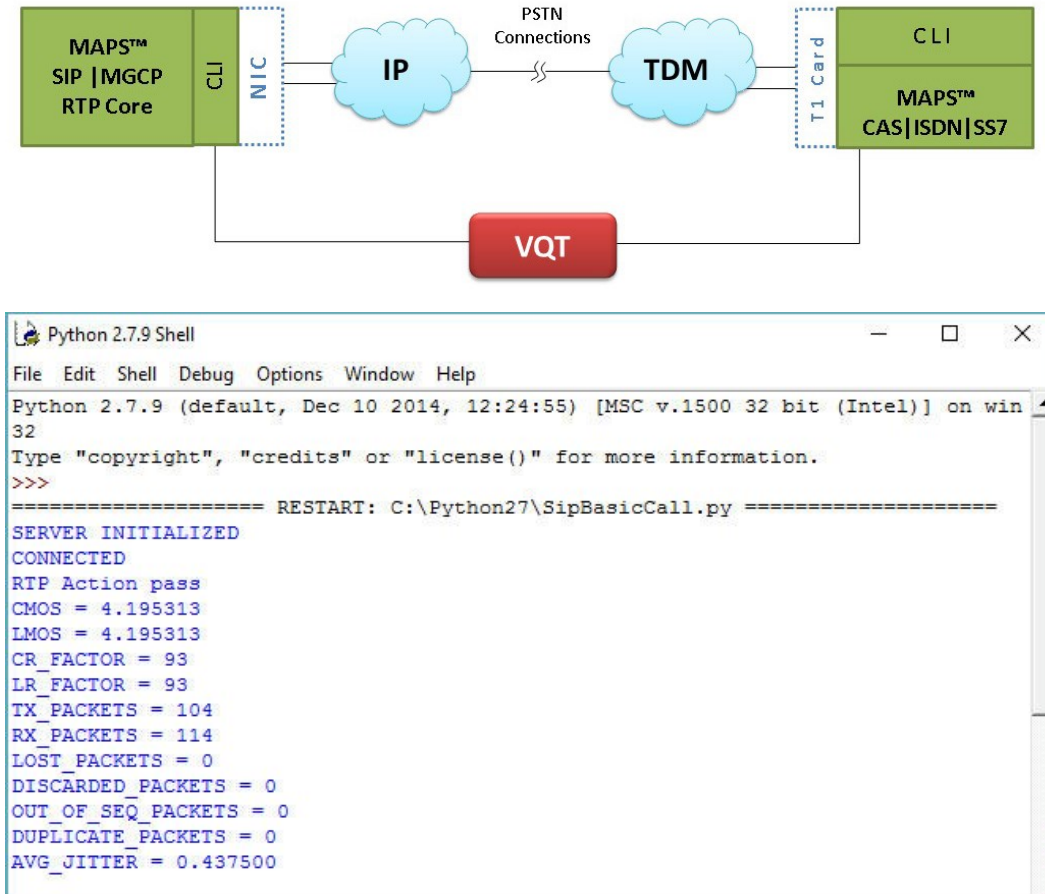 MAPS™
SIP |MGCP
RTP Core
CLI
NIC
IP
PSTN
Connections
TDM
T1 Card
CLI
MAPS™
CAS|ISDN|SS7
VQT
Python 2.7.9 Shell
File Edit Shell Debug Options Window Help
Python 2.7.9 (default, Dec 10 2014, 12:24:55) [MSC v.1500 32 bit (Intel)] on win
32
Type "copyright", "credits" or "license()" for more information.
>>>
==================== RESTART: C:\Python27\SipBasicCall.py ====================
SERVER INITIALIZED
CONNECTED
RTP Action pass
CMOS = 4.195313
LMOS = 4.195313
CR_FACTOR = 93
LR_FACTOR = 93
TX_PACKETS = 104
RX_PACKETS = 114
LOST_PACKETS = 0
DISCARDED_PACKETS = 0
OUT_OF_SEQ_PACKETS = 0
DUPLICATE_PACKETS = 0
AVG_JITTER = 0.437500